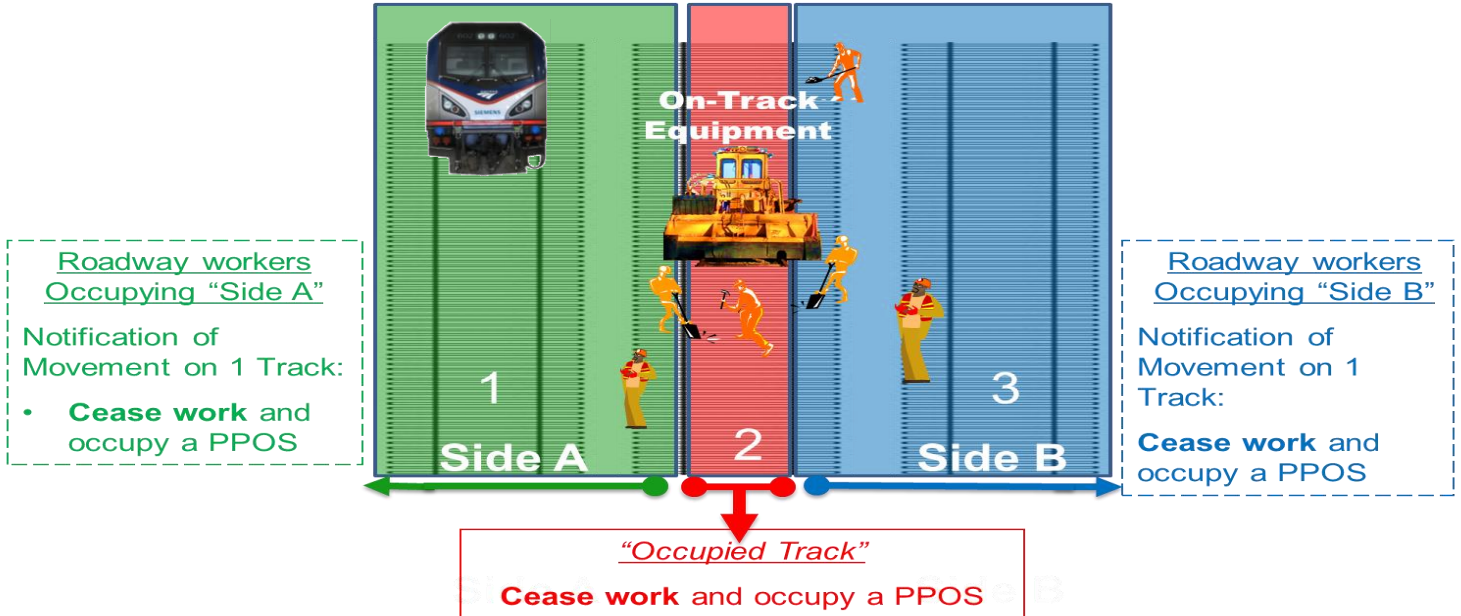 SIEMENS
On-Track
Equipment
Roadway workers
Occupying “Side A”
Notification of
Movement on 1 Track:
• Cease work and
occupy a PPOS
1
Side A
2
3
Side B
Roadway workers
Occupying “Side B”
Notification of
Movement on 1
Track:
Cease work and
occupy a PPOS
“Occupied Track”
Cease work and occupy a PPOS